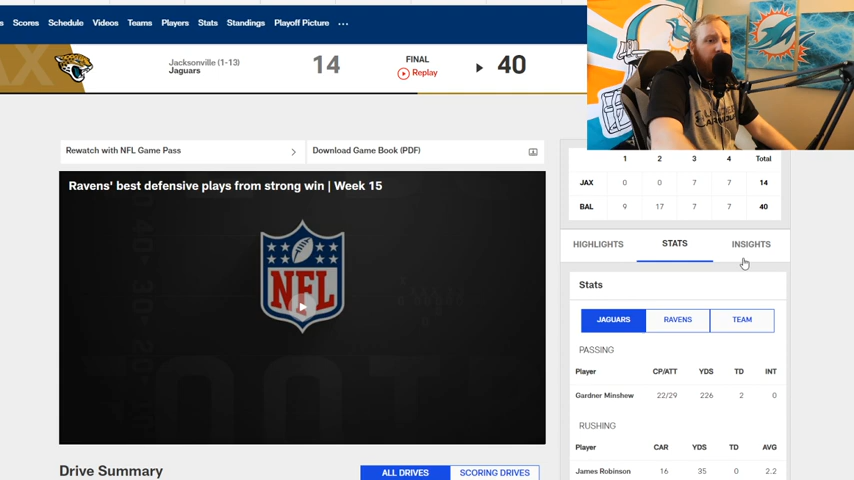 s Scores Schedule Videos Teams Players Stats Standings Playoff Picture ...
Jacksonville (1-13)
Jaguars
14
FINAL
Replay
40
Rewatch with NFL Game Pass
Download Game Book (PDF)
Ravens' best defensive plays from strong win | Week 15
NFL
1 2 3 4 Total
JAX 0 0 7 7 14
BAL 9 17 7 7 40
HIGHLIGHTS STATS INSIGHTS
Stats
JAGUARS RAVENS TEAM
PASSING
Player CP/ATT YDS TD INT
Gardner Minshew 22/29 226 2 0
RUSHING
Player CAR YDS TD AVG
James Robinson 16 35 0 2.2
Drive Summary
ALL DRIVES SCORING DRIVES